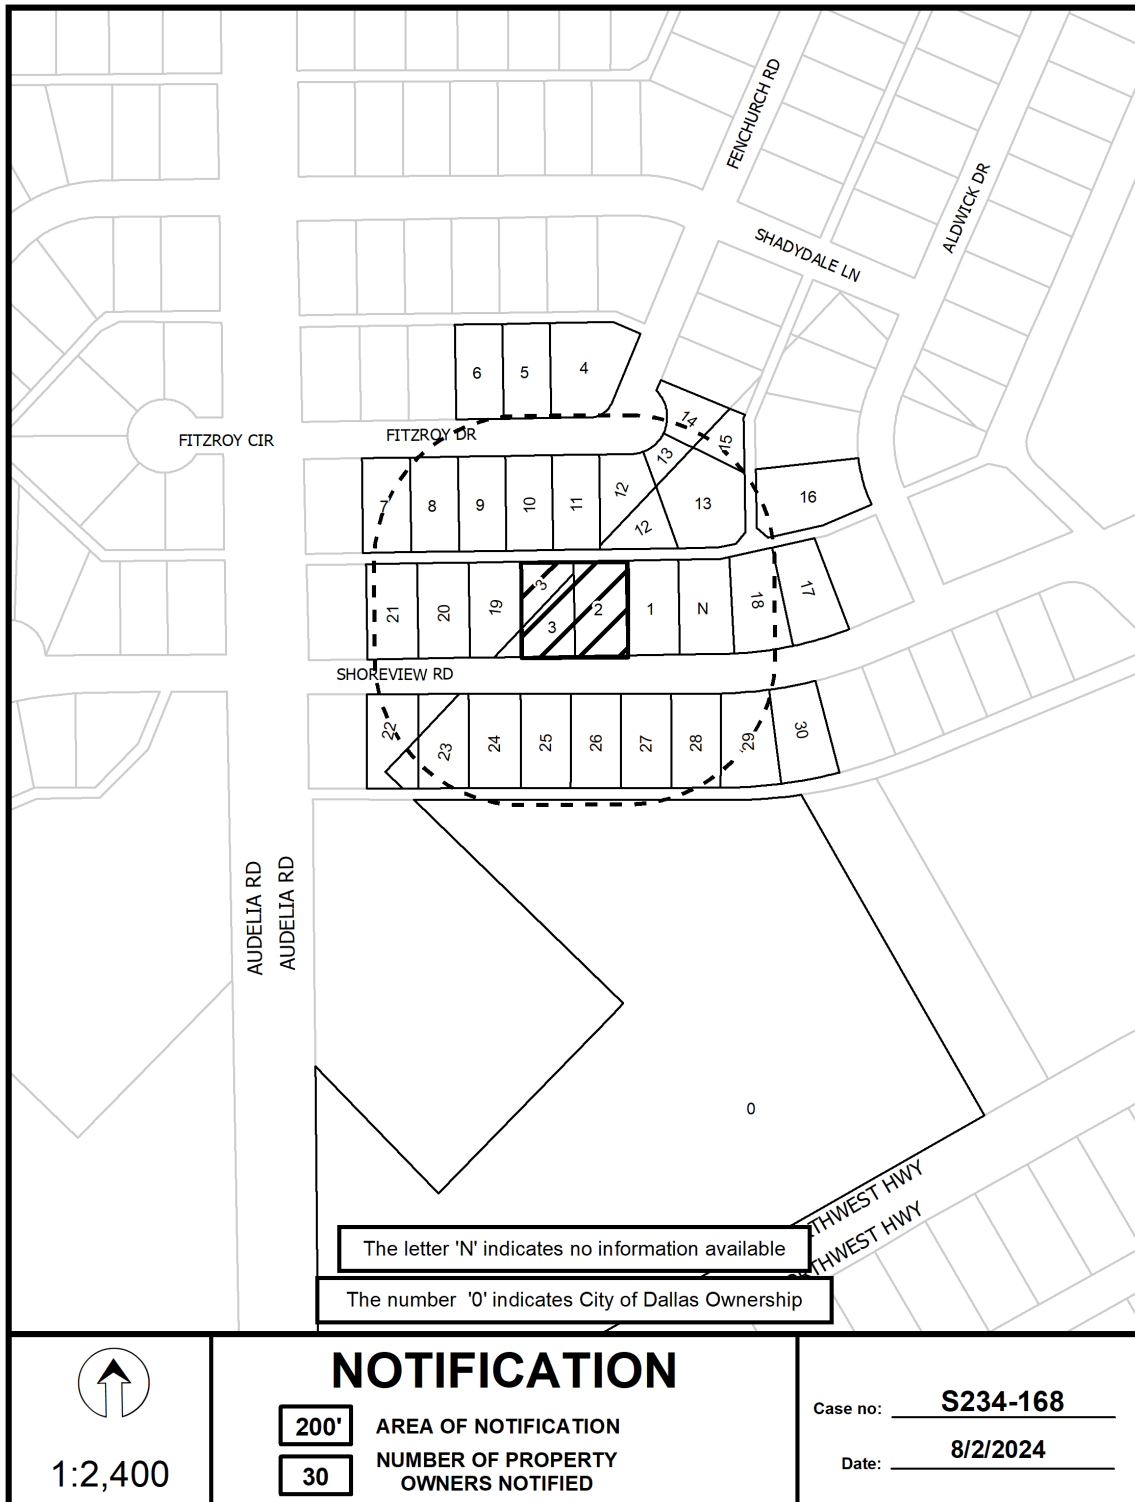 FENCHURCH RD
ALDWICK DR
SHADYDALE LN
6
5
4
FITZROY CIR
FITZROY DR
14
15
13
7
8
9
10
11
12
12
13
16
21
20
19
3
3
2
1
N
18
17
SHOREVIEW RD
22
23
24
25
26
27
28
29
30
AUDELIA RD
AUDELIA RD
0
THWEST HWY
THWEST HWY
The letter 'N' indicates no information available
The number '0' indicates City of Dallas Ownership
1:2,400
NOTIFICATION
200' AREA OF NOTIFICATION
30 NUMBER OF PROPERTY
OWNERS NOTIFIED
Case no: S234-168
Date: 8/2/2024